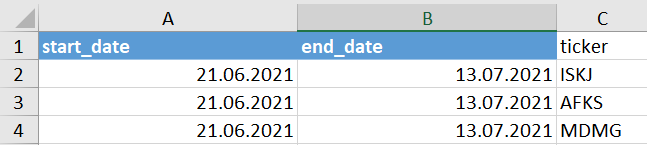 A B C
1 start_date end_date ticker
2 21.06.2021 13.07.2021 ISKJ
3 21.06.2021 13.07.2021 AFKS
4 21.06.2021 13.07.2021 MDMG